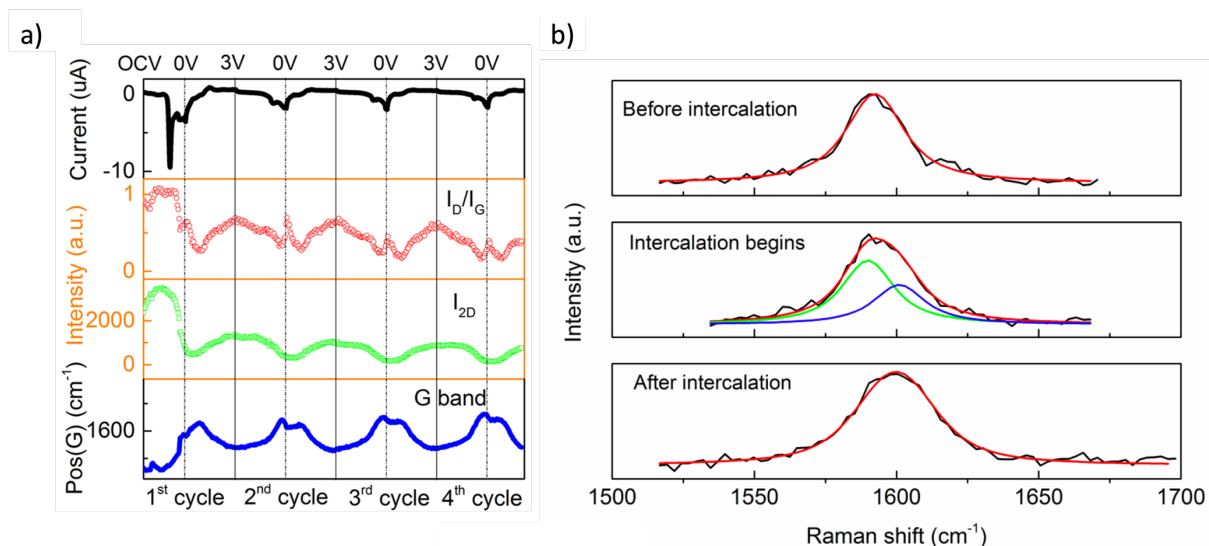 a)
OCV 0V 3V 0V 3V 0V 3V 0V
Current (uA)
0
-10
Intensity (a.u.)
1
0
I_D/I_G
2000
0
I_2D
Pos(G) (cm⁻¹)
1600
G band
1ˢᵗ cycle 2ⁿᵈ cycle 3ʳᵈ cycle 4ᵗʰ cycle
b)
Intensity (a.u.)
Before intercalation
Intercalation begins
After intercalation
1500 1550 1600 1650 1700
Raman shift (cm⁻¹)